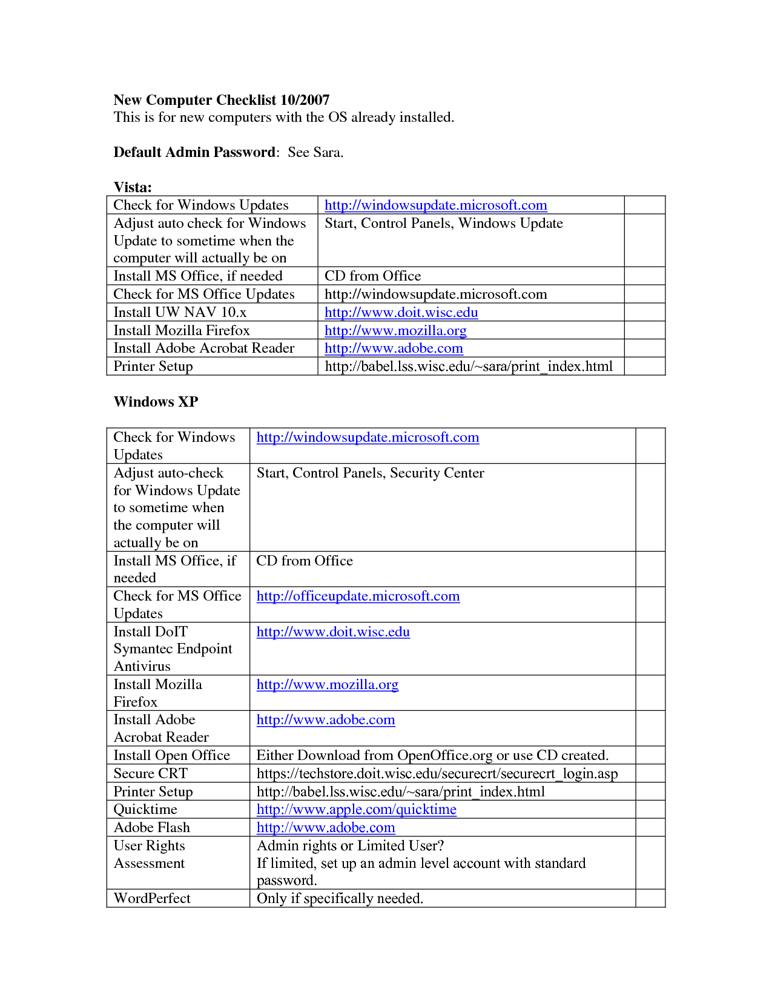 New Computer Checklist 10/2007
This is for new computers with the OS already installed.
Default Admin Password:  See Sara.
Vista:
Check for Windows Updates http://windowsupdate.microsoft.com
Adjust auto check for Windows Start, Control Panels, Windows Update
Update to sometime when the
computer will actually be on
Install MS Office, if needed CD from Office
Check for MS Office Updates http://windowsupdate.microsoft.com
Install UW NAV 10.x http://www.doit.wisc.edu
Install Mozilla Firefox http://www.mozilla.org
Install Adobe Acrobat Reader http://www.adobe.com
Printer Setup http://babel.lss.wisc.edu/~sara/print_index.html
Windows XP
Check for Windows http://windowsupdate.microsoft.com
Updates
Adjust auto-check Start, Control Panels, Security Center
for Windows Update
to sometime when
the computer will
actually be on
Install MS Office, if CD from Office
needed
Check for MS Office http://officeupdate.microsoft.com
Updates
Install DoIT http://www.doit.wisc.edu
Symantec Endpoint
Antivirus
Install Mozilla http://www.mozilla.org
Firefox
Install Adobe http://www.adobe.com
Acrobat Reader
Install Open Office Either Download from OpenOffice.org or use CD created.
Secure CRT https://techstore.doit.wisc.edu/securecrt/securecrt_login.asp
Printer Setup http://babel.lss.wisc.edu/~sara/print_index.html
Quicktime http://www.apple.com/quicktime
Adobe Flash http://www.adobe.com
User Rights Admin rights or Limited User?
Assessment If limited, set up an admin level account with standard
password.
WordPerfect Only if specifically needed.